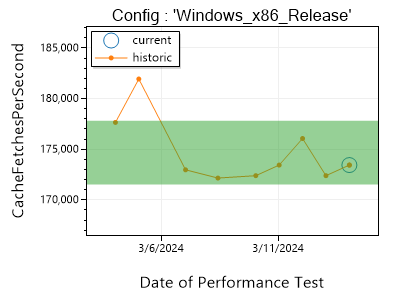 Config : 'Windows_x86_Release'
current
historic
CacheFetchesPerSecond
185,000
180,000
175,000
170,000
3/6/2024
3/11/2024
Date of Performance Test